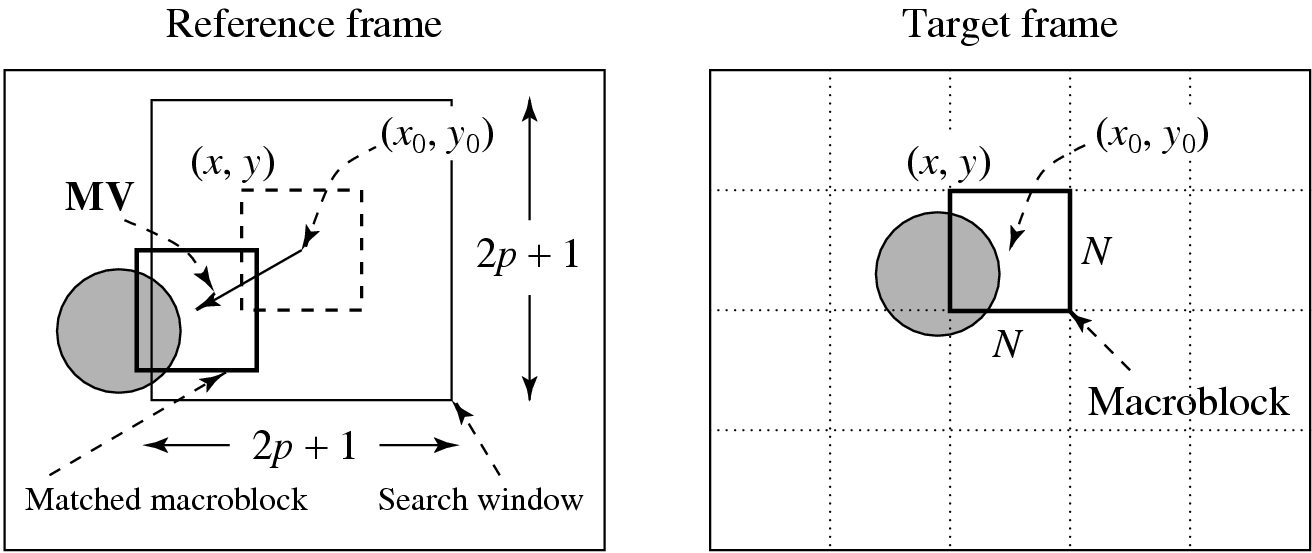 Reference frame
(x₀, y₀)
(x, y)
MV
2p + 1
2p + 1
Matched macroblock
Search window
Target frame
(x₀, y₀)
(x, y)
N
N
Macroblock